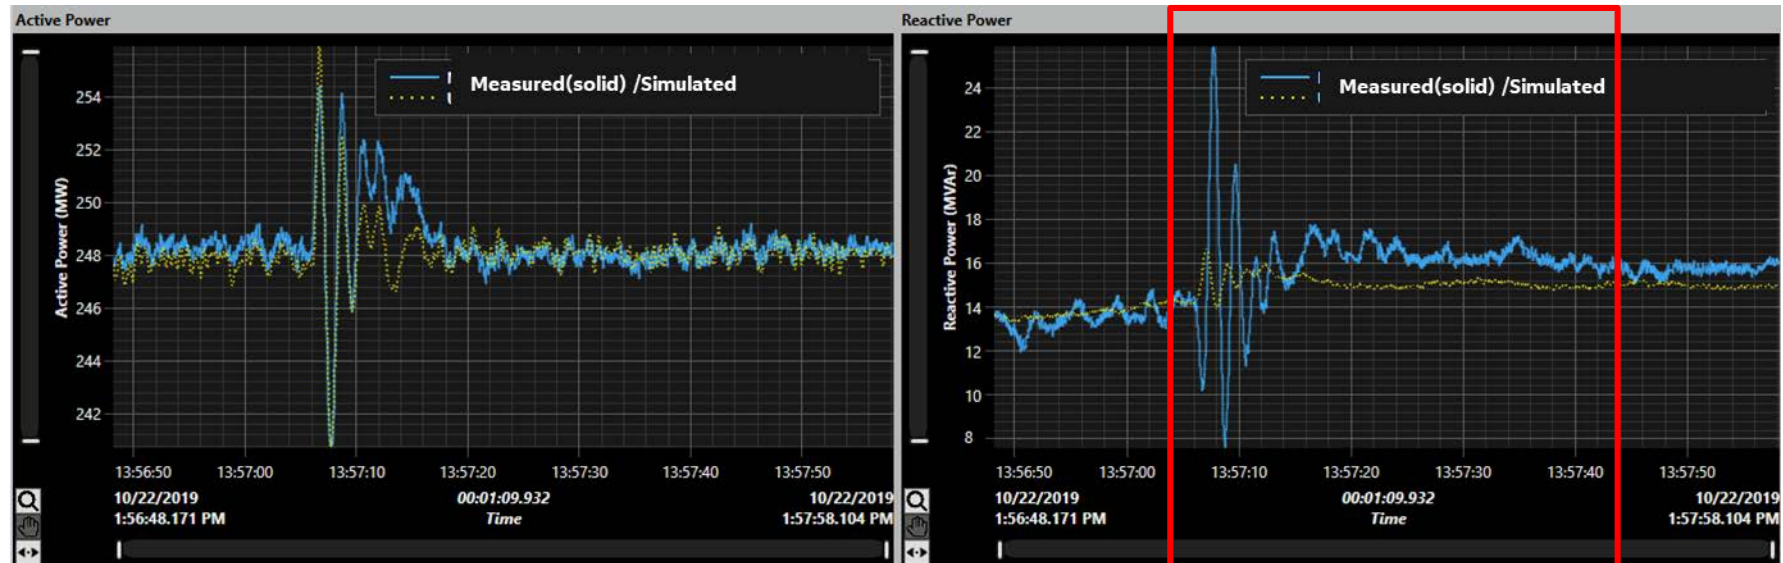 Active Power
Measured(solid) /Simulated
Active Power (MW)
254
252
250
248
246
244
242
13:56:50 13:57:00 13:57:10 13:57:20 13:57:30 13:57:40 13:57:50
10/22/2019 00:01:09.932 10/22/2019
1:56:48.171 PM Time 1:57:58.104 PM
Reactive Power
Measured(solid) /Simulated
Reactive Power (MVAr)
24
22
20
18
16
14
12
10
8
13:56:50 13:57:00 13:57:10 13:57:20 13:57:30 13:57:40 13:57:50
10/22/2019 00:01:09.932 10/22/2019
1:56:48.171 PM Time 1:57:58.104 PM